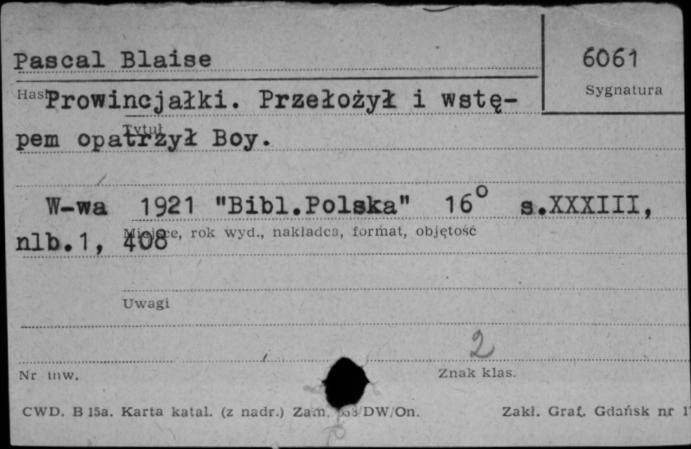 Pascal Blaise
6061
Sygnatura
Prowincjałki. Przełożył i wstę-
Tytuł
pem opatrzył Boy.
W-wa 1921 "Bibl.Polska" 16° s.XXXIII,
nlb.1, 408
Miejsce, rok wyd., nakładca, format, objętość
Uwagi
2
Nr inw.
Znak klas.
CWD. B 15a. Karta katal. (z nadr.) Zam. DW/On.
Zakł. Graf. Gdańsk nr